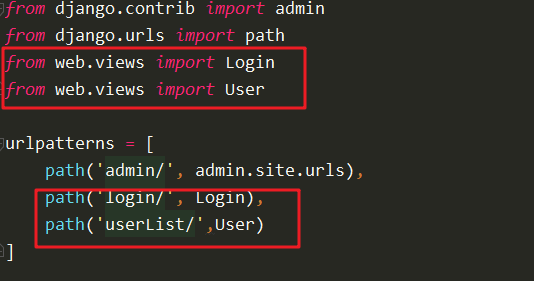 from django.contrib import admin
from django.urls import path
from web.views import Login
from web.views import User
urlpatterns = [
    path('admin/', admin.site.urls),
    path('login/', Login),
    path('userList/',User)
]